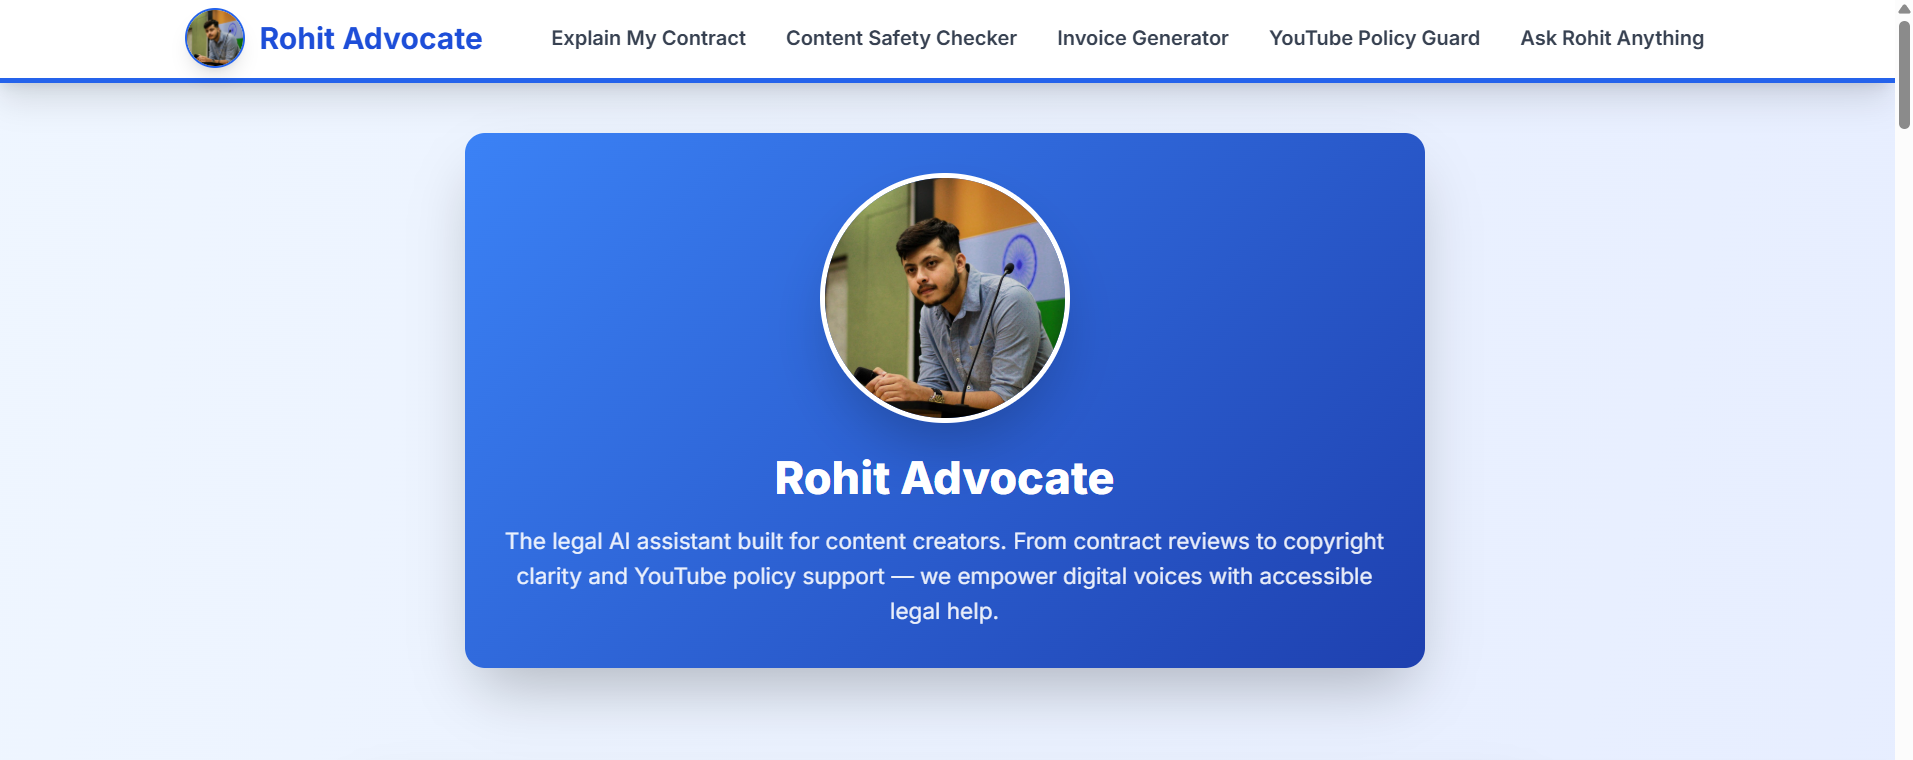 Rohit Advocate
Explain My Contract
Content Safety Checker
Invoice Generator
YouTube Policy Guard
Ask Rohit Anything
Rohit Advocate
The legal AI assistant built for content creators. From contract reviews to copyright
clarity and YouTube policy support — we empower digital voices with accessible
legal help.